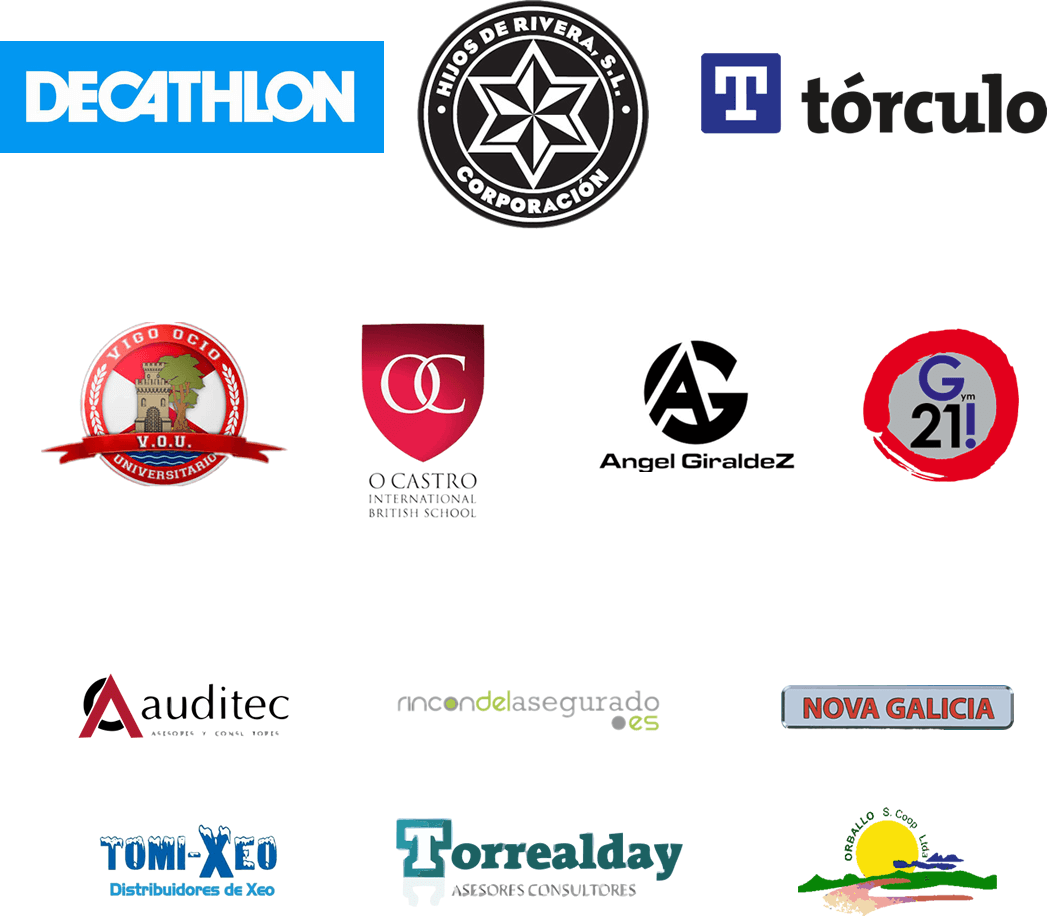 DECATHLON
HIJOS DE RIVERA, S.L.
CORPORACIÓN
T tórculo
VIGO OCIO
V.O.U.
UNIVERSITARIO
OC
O CASTRO
INTERNATIONAL
BRITISH SCHOOL
AG
Angel GiraldeZ
G
ym
21!
auditec
ASESORES Y CONSULTORES
rincondelasegurado
es
NOVA GALICIA
TOMI-XEO
Distribuidores de Xeo
Torrealday
ASESORES CONSULTORES
ORBALLO S. Coop Ltda